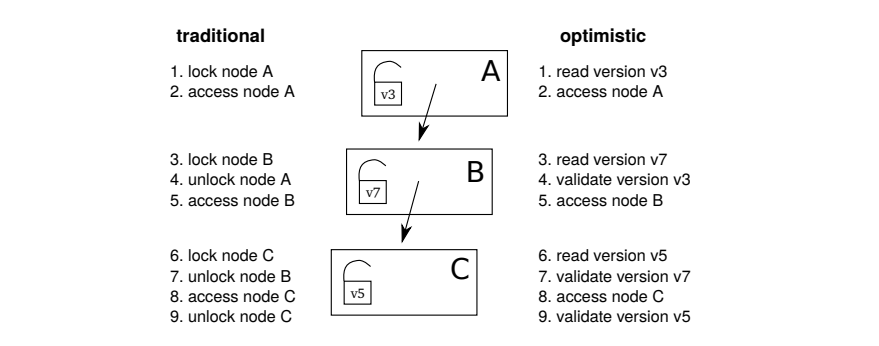 traditional
1. lock node A
2. access node A
3. lock node B
4. unlock node A
5. access node B
6. lock node C
7. unlock node B
8. access node C
9. unlock node C
A
v3
B
v7
C
v5
optimistic
1. read version v3
2. access node A
3. read version v7
4. validate version v3
5. access node B
6. read version v5
7. validate version v7
8. access node C
9. validate version v5